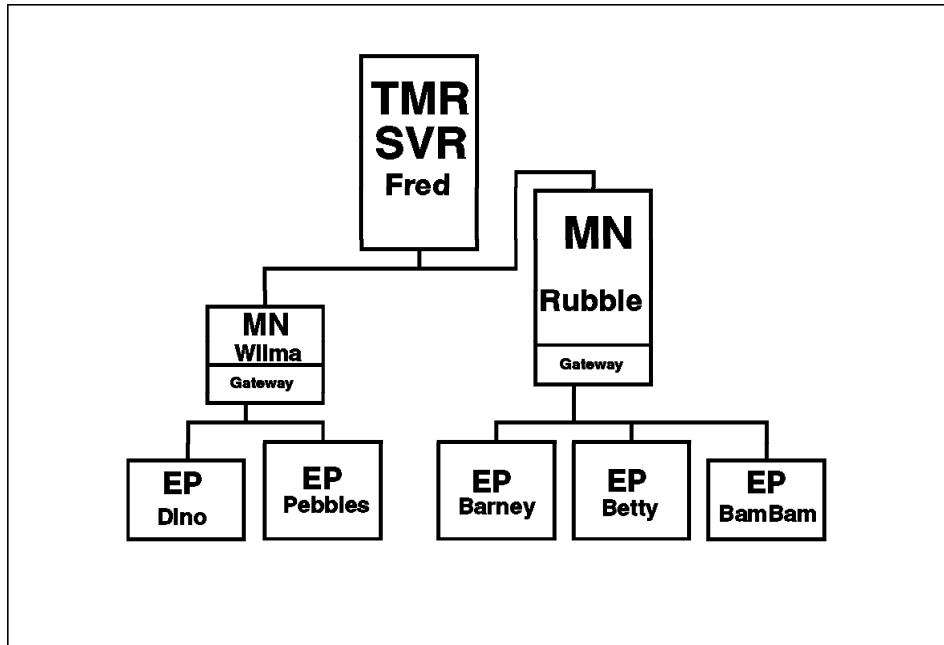 TMR
SVR
Fred
MN
Rubble
Gateway
MN
Wilma
Gateway
EP
Dino
EP
Pebbles
EP
Barney
EP
Betty
EP
BamBam